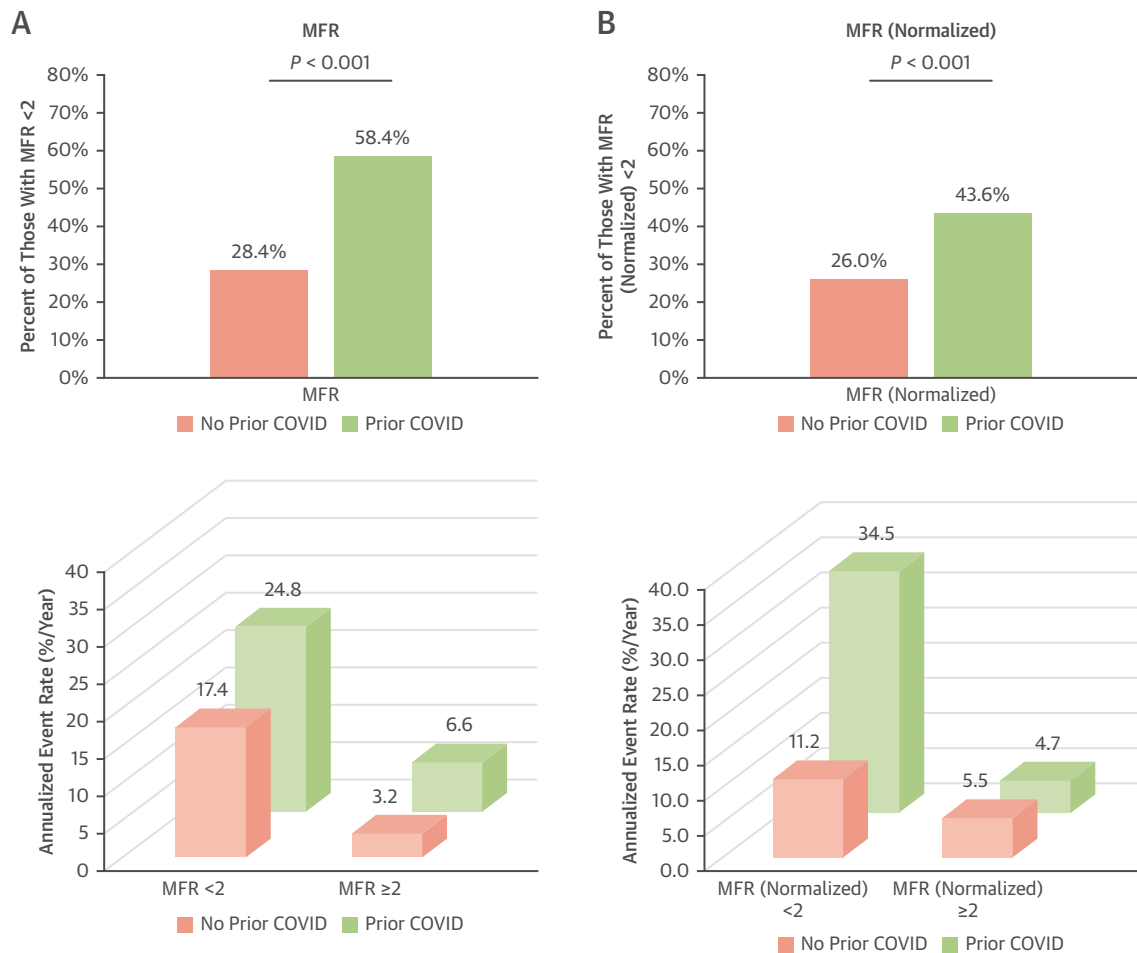 A
MFR
P < 0.001
Percent of Those With MFR <2
80%
70%
60%
50%
40%
30%
20%
10%
0%
28.4%
58.4%
MFR
No Prior COVID
Prior COVID
B
MFR (Normalized)
P < 0.001
Percent of Those With MFR
(Normalized) <2
80%
70%
60%
50%
40%
30%
20%
10%
0%
26.0%
43.6%
MFR (Normalized)
No Prior COVID
Prior COVID
Annualized Event Rate (%/Year)
40
35
30
25
20
15
10
5
0
17.4
24.8
3.2
6.6
MFR <2
MFR ≥2
No Prior COVID
Prior COVID
Annualized Event Rate (%/Year)
40.0
35.0
30.0
25.0
20.0
15.0
10.0
5.0
0.0
11.2
34.5
5.5
4.7
MFR (Normalized)
<2
MFR (Normalized)
≥2
No Prior COVID
Prior COVID